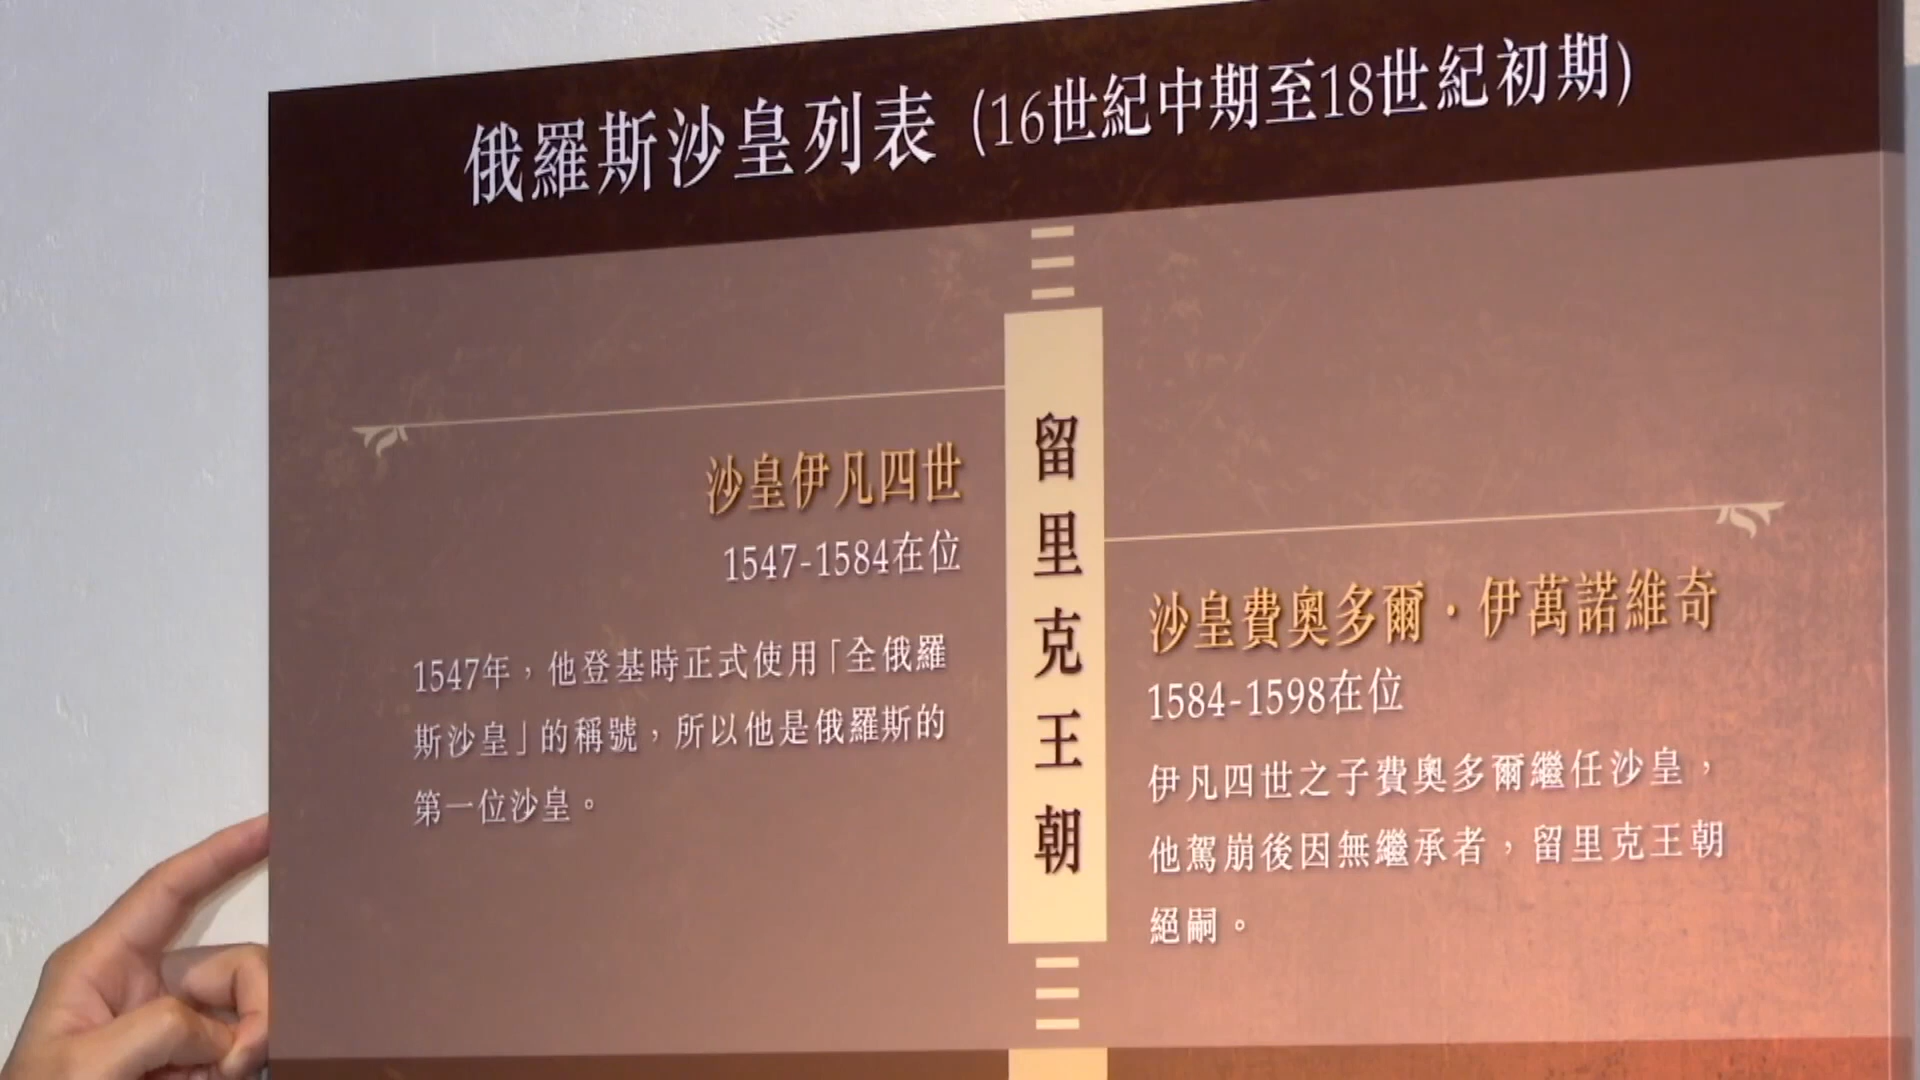 俄羅斯沙皇列表 (16世紀中期至18世紀初期)
留里克王朝
沙皇伊凡四世
1547-1584在位
1547年，他登基時正式使用「全俄羅
斯沙皇」的稱號，所以他是俄羅斯的
第一位沙皇。
沙皇費奧多爾·伊萬諾維奇
1584-1598在位
伊凡四世之子費奧多爾繼任沙皇，
他駕崩後因無繼承者，留里克王朝
絕嗣。